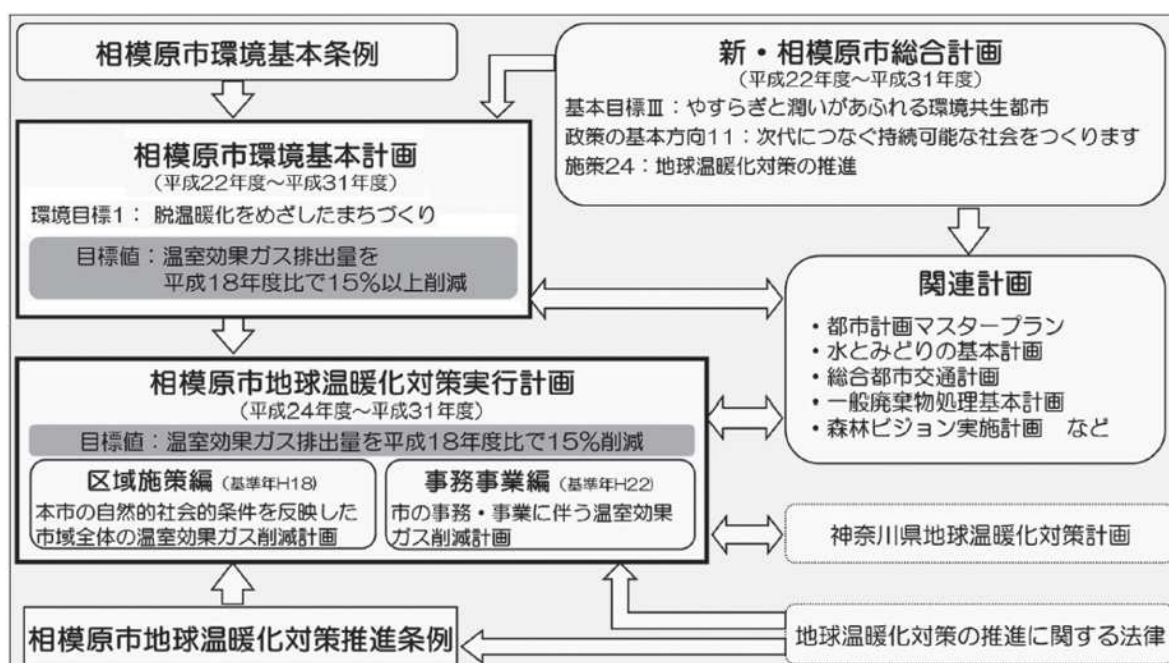 相模原市環境基本条例
新・相模原市総合計画
(平成22年度~平成31年度)
基本目標Ⅲ:やすらぎと潤いがあふれる環境共生都市
政策の基本方向11:次代につなぐ持続可能な社会をつくります
施策24:地球温暖化対策の推進
相模原市環境基本計画
(平成22年度~平成31年度)
環境目標1: 脱温暖化をめざしたまちづくり
目標値:温室効果ガス排出量を
平成18年度比で15%以上削減
関連計画
・都市計画マスタープラン
・水とみどりの基本計画
・総合都市交通計画
・一般廃棄物処理基本計画
・森林ビジョン実施計画 など
相模原市地球温暖化対策実行計画
(平成24年度~平成31年度)
目標値:温室効果ガス排出量を平成18年度比で15%削減
区域施策編(基準年H18)
本市の自然的社会的条件を反映した
市域全体の温室効果ガス削減計画
事務事業編(基準年H22)
市の事務・事業に伴う温室効果
ガス削減計画
神奈川県地球温暖化対策計画
相模原市地球温暖化対策推進条例
地球温暖化対策の推進に関する法律